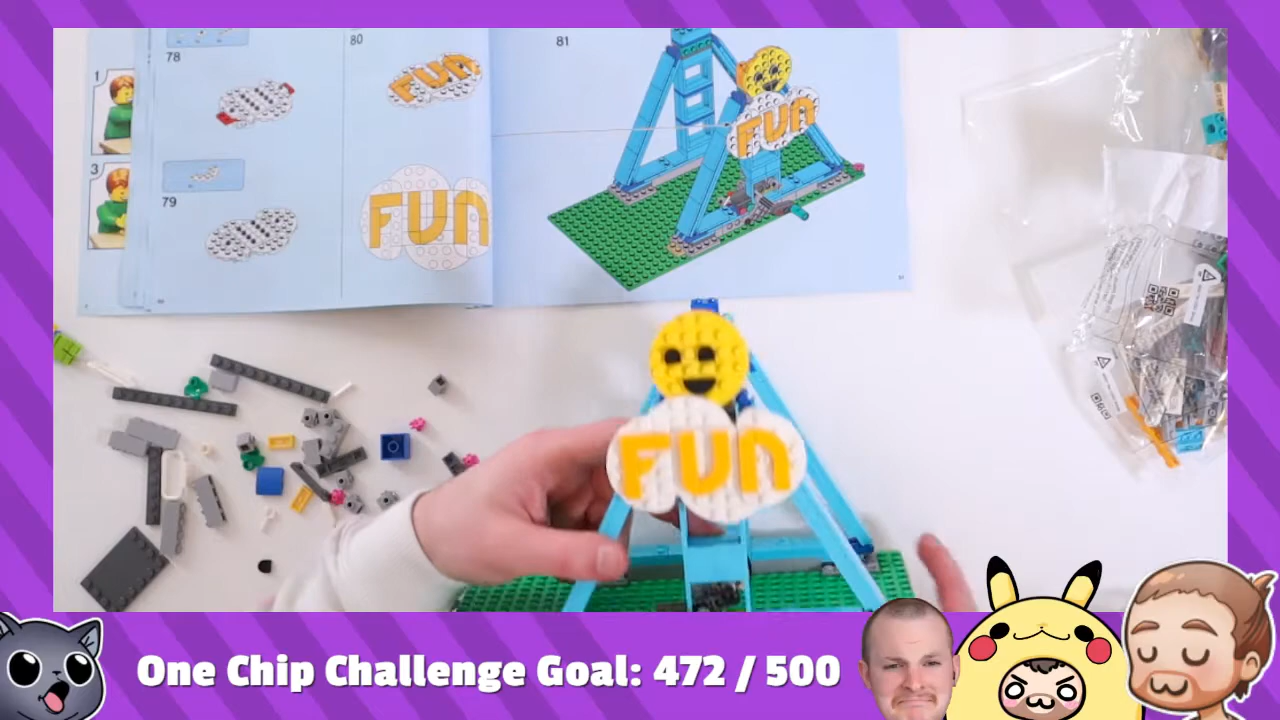 78
80
81
1
FUN
79
FUN
FUN
3
FUN
One Chip Challenge Goal: 472 / 500